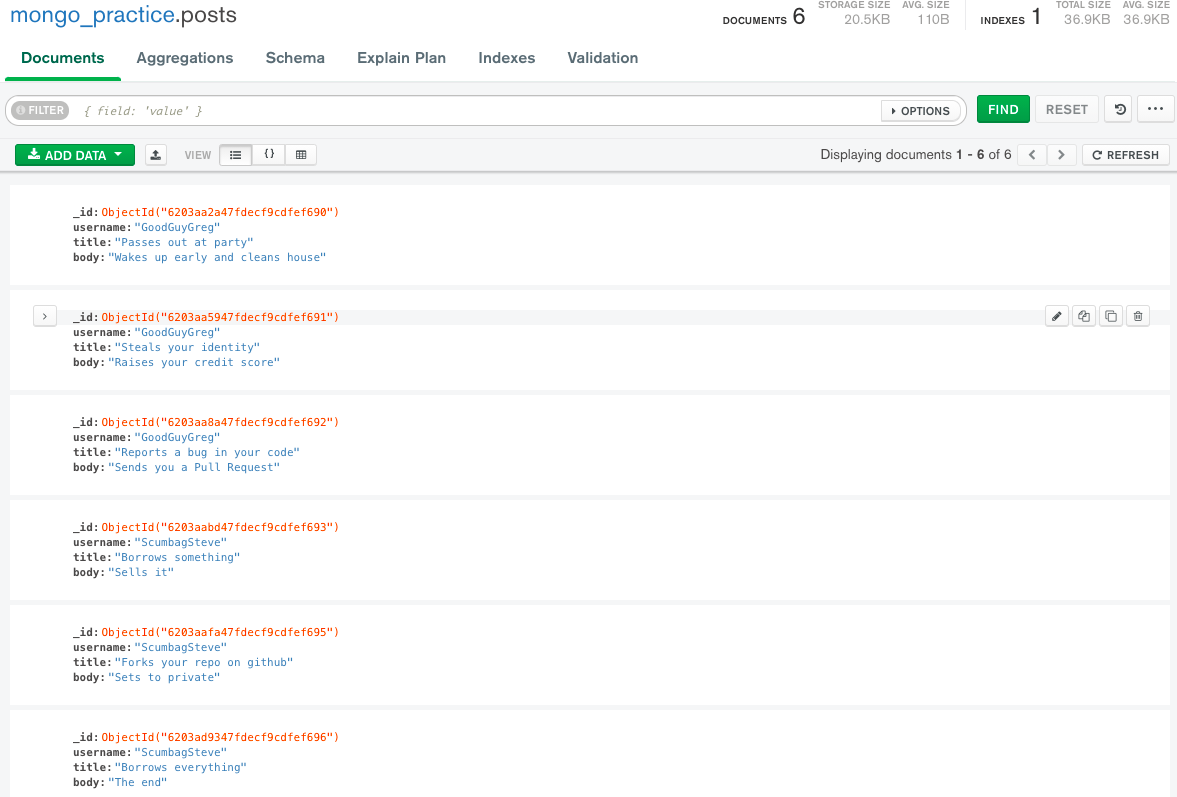 mongo_practice.posts
DOCUMENTS 6 STORAGE SIZE 20.5KB AVG. SIZE 110B INDEXES 1 TOTAL SIZE 36.9KB AVG. SIZE 36.9KB
Documents Aggregations Schema Explain Plan Indexes Validation
FILTER { field: 'value' } OPTIONS FIND RESET ...
ADD DATA VIEW {} Displaying documents 1 - 6 of 6 REFRESH
_id: ObjectId("6203aa2a47fdecf9cdfef690")
username: "GoodGuyGreg"
title: "Passes out at party"
body: "Wakes up early and cleans house"
_id: ObjectId("6203aa5947fdecf9cdfef691")
username: "GoodGuyGreg"
title: "Steals your identity"
body: "Raises your credit score"
_id: ObjectId("6203aa8a47fdecf9cdfef692")
username: "GoodGuyGreg"
title: "Reports a bug in your code"
body: "Sends you a Pull Request"
_id: ObjectId("6203aabd47fdecf9cdfef693")
username: "ScumbagSteve"
title: "Borrows something"
body: "Sells it"
_id: ObjectId("6203aafa47fdecf9cdfef695")
username: "ScumbagSteve"
title: "Forks your repo on github"
body: "Sets to private"
_id: ObjectId("6203ad9347fdecf9cdfef696")
username: "ScumbagSteve"
title: "Borrows everything"
body: "The end"